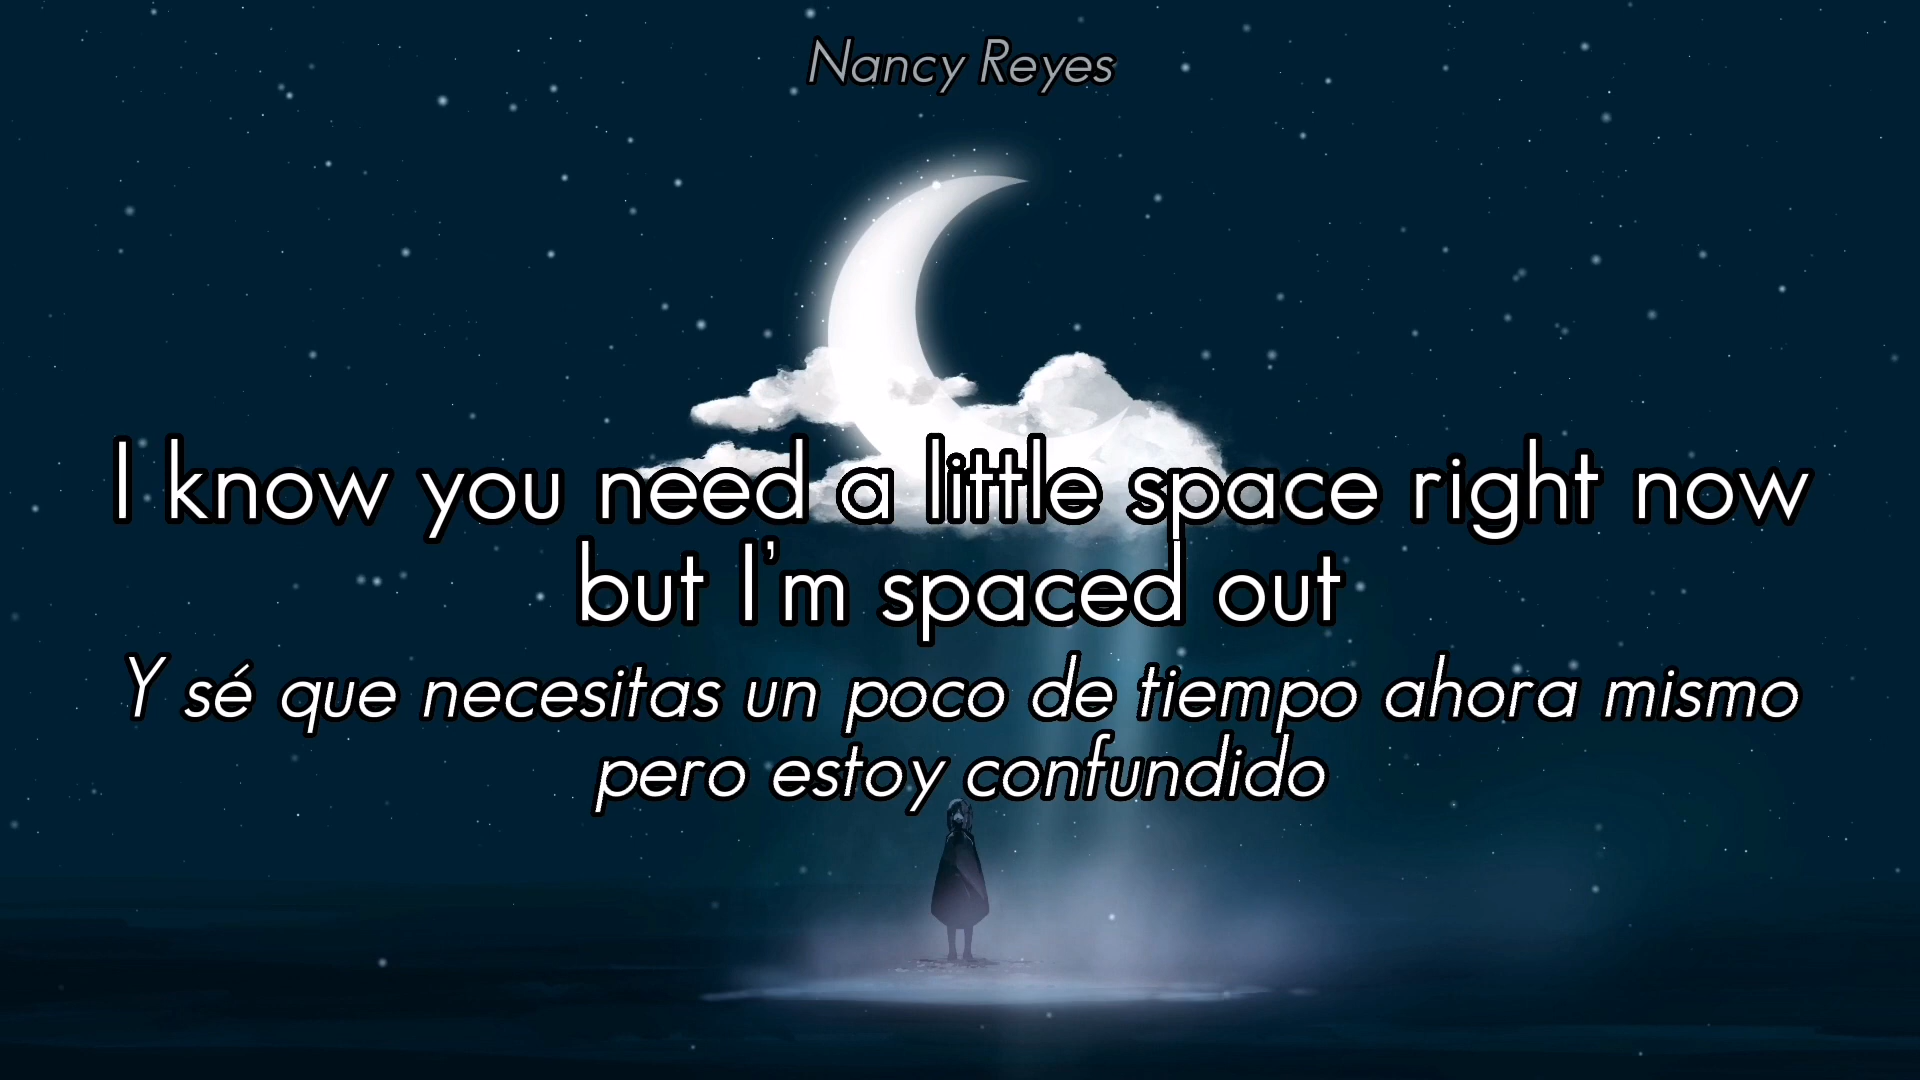 Nancy Reyes
I know you need a little space right now
but I'm spaced out
Y sé que necesitas un poco de tiempo ahora mismo
pero estoy confundido